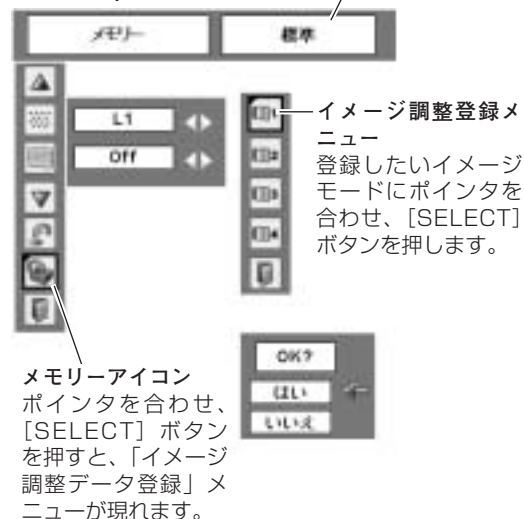 メモリー 標準
L1
Off
イメージ調整登録メ
ニュー
登録したいイメージ
モードにポインタを
合わせ、［SELECT］
ボタンを押します。
OK?
はい
いいえ
メモリーアイコン
ポインタを合わせ、
［SELECT］ボタン
を押すと、「イメージ
調整データ登録」メ
ニューが現れます。